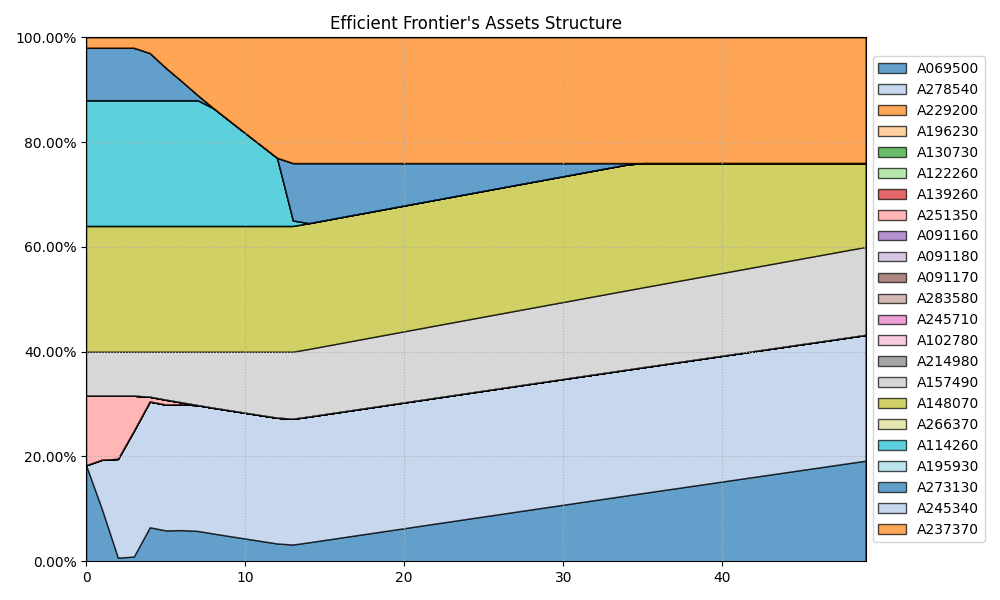 Efficient Frontier's Assets Structure
100.00%
80.00%
60.00%
40.00%
20.00%
0.00%
0
10
20
30
40
A069500
A278540
A229200
A196230
A130730
A122260
A139260
A251350
A091160
A091180
A091170
A283580
A245710
A102780
A214980
A157490
A148070
A266370
A114260
A195930
A273130
A245340
A237370